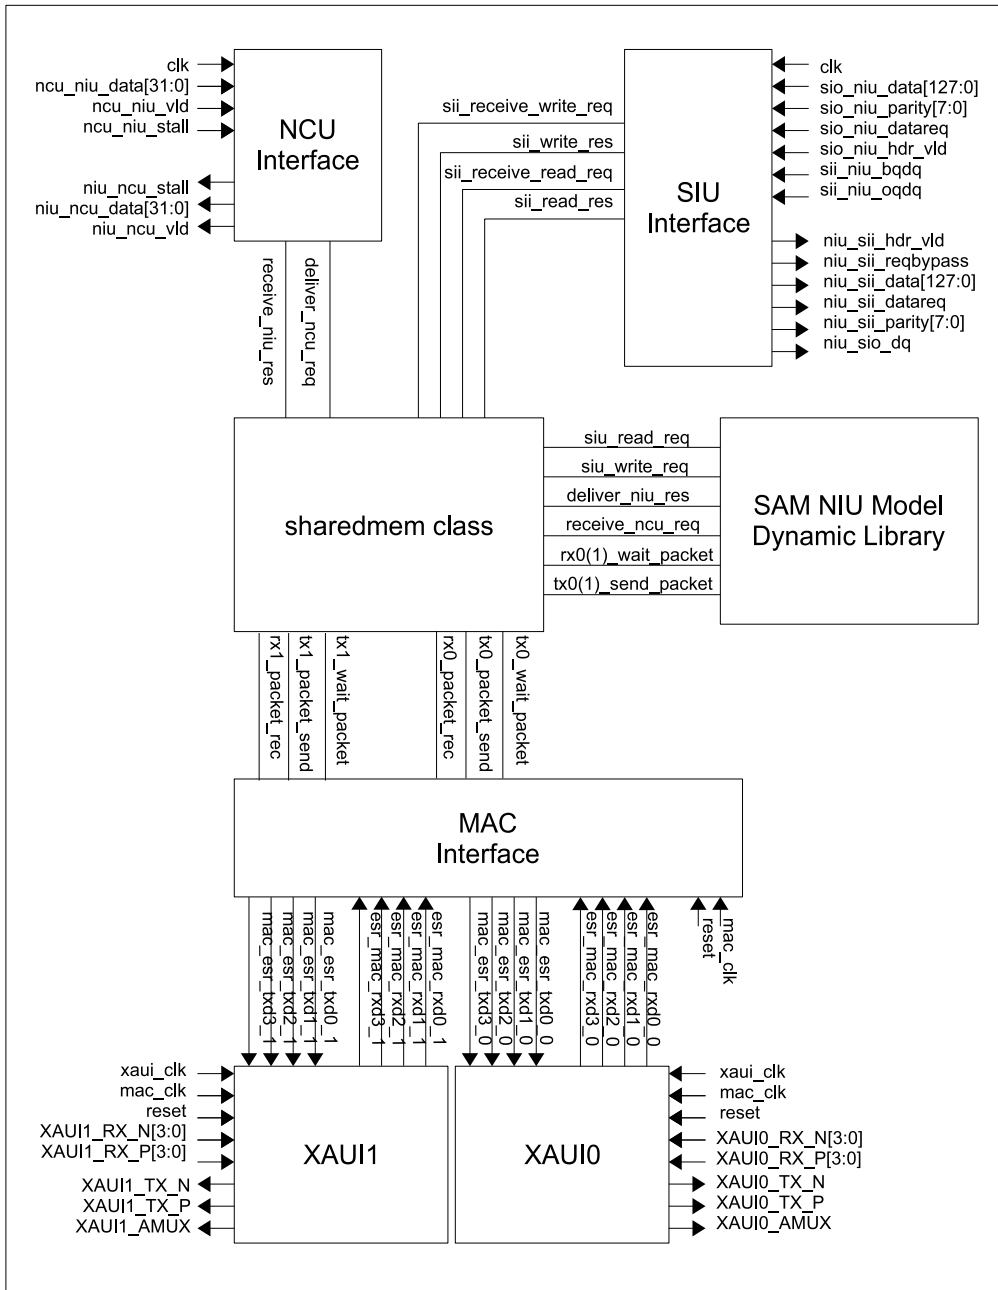 clk
ncu_niu_data[31:0]
ncu_niu_vld
ncu_niu_stall
niu_ncu_stall
niu_ncu_data[31:0]
niu_ncu_vld
NCU
Interface
sii_receive_write_req
sii_write_res
sii_receive_read_req
sii_read_res
SIU
Interface
clk
sio_niu_data[127:0]
sio_niu_parity[7:0]
sio_niu_datareq
sio_niu_hdr_vld
sii_niu_bqdq
sii_niu_oqdq
niu_sii_hdr_vld
niu_sii_reqbypass
niu_sii_data[127:0]
niu_sii_datareq
niu_sii_parity[7:0]
niu_sio_dq
receive_niu_res
deliver_ncu_req
sharedmem class
siu_read_req
siu_write_req
deliver_niu_res
receive_ncu_req
rx0(1)_wait_packet
tx0(1)_send_packet
SAM NIU Model
Dynamic Library
rx1_packet_rec
tx1_packet_send
tx1_wait_packet
rx0_packet_rec
tx0_packet_send
tx0_wait_packet
MAC
Interface
mac_esr_txd3_1
mac_esr_txd2_1
mac_esr_txd1_1
mac_esr_txd0_1
esr_mac_rxd3_1
esr_mac_rxd2_1
esr_mac_rxd1_1
esr_mac_rxd0_1
mac_esr_txd3_0
mac_esr_txd2_0
mac_esr_txd1_0
mac_esr_txd0_0
esr_mac_rxd3_0
esr_mac_rxd2_0
esr_mac_rxd1_0
esr_mac_rxd0_0
reset
mac_clk
xaui_clk
mac_clk
reset
XAUI1_RX_N[3:0]
XAUI1_RX_P[3:0]
XAUI1_TX_N
XAUI1_TX_P
XAUI1_AMUX
XAUI1
XAUI0
xaui_clk
mac_clk
reset
XAUI0_RX_N[3:0]
XAUI0_RX_P[3:0]
XAUI0_TX_N
XAUI0_TX_P
XAUI0_AMUX